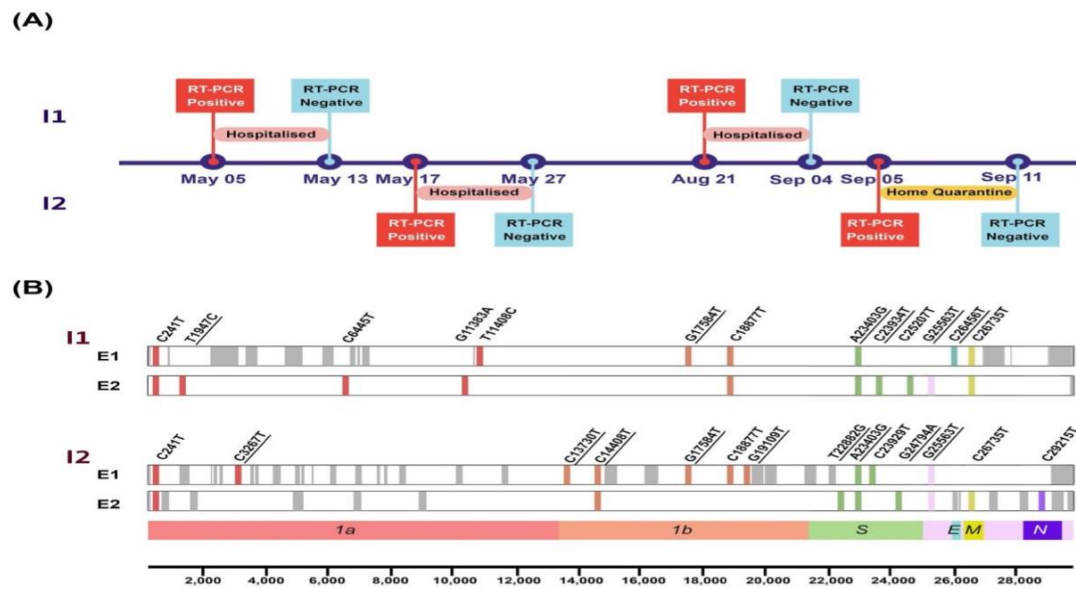 (A)
I1
RT-PCR
Positive
RT-PCR
Negative
RT-PCR
Positive
RT-PCR
Negative
Hospitalised
Hospitalised
May 05
May 13
May 17
May 27
Aug 21
Sep 04
Sep 05
Sep 11
I2
Hospitalised
Home Quarantine
RT-PCR
Positive
RT-PCR
Negative
RT-PCR
Positive
RT-PCR
Negative
(B)
I1
C241T
T1947C
C6445T
G11383A
T11408C
G17584T
C18877T
A23403G
C23934T
C25207T
G25563T
C26456T
C26735T
E1
E2
I2
C241T
C3267T
C13730T
C14408T
G17584T
C18877T
G19109T
T22882G
A23403G
C23929T
G24794A
G25563T
C26735T
C29215T
E1
E2
1a 1b S E M N
2,000 4,000 6,000 8,000 10,000 12,000 14,000 16,000 18,000 20,000 22,000 24,000 26,000 28,000